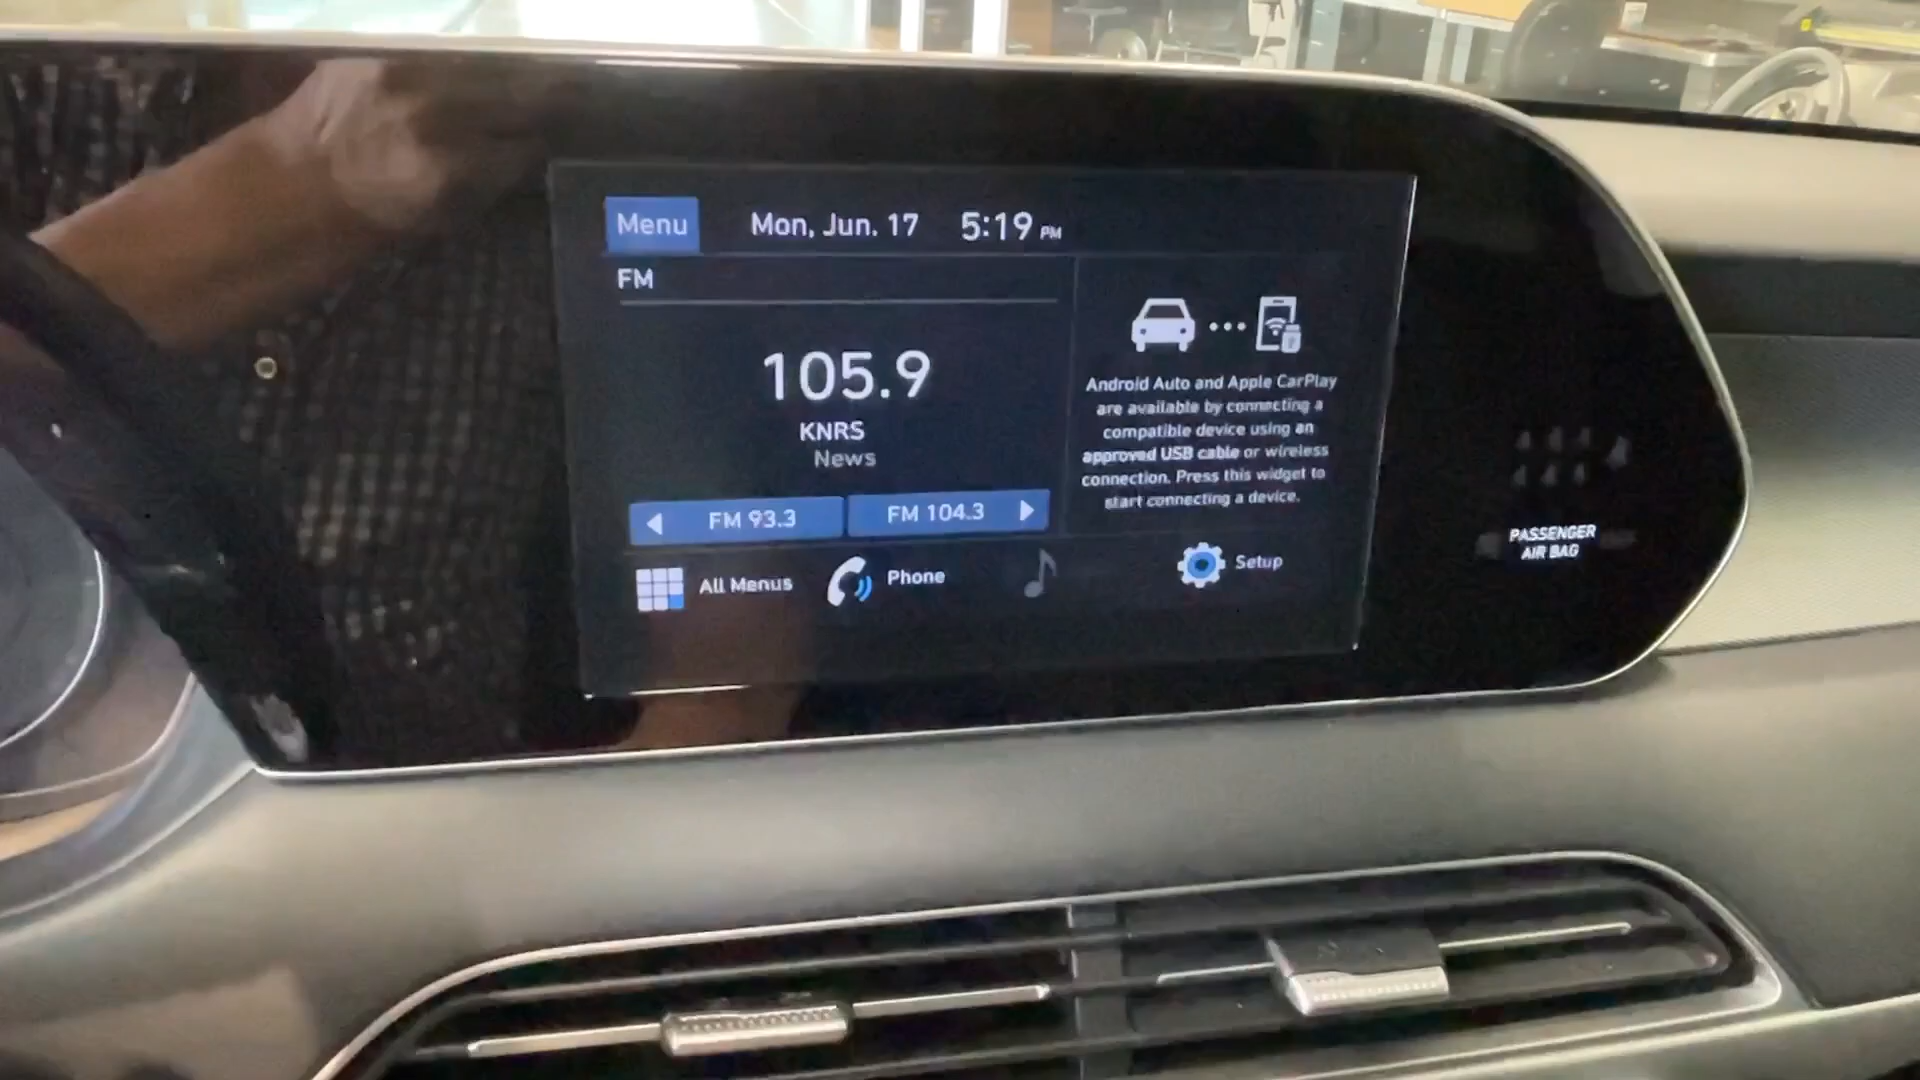 Menu Mon, Jun. 17 5:19 PM
FM
105.9
KNRS
News
FM 93.3 FM 104.3
Android Auto and Apple CarPlay
are available by connecting a
compatible device using an
approved USB cable or wireless
connection. Press this widget to
start connecting a device.
All Menus Phone Setup
PASSENGER
AIR BAG